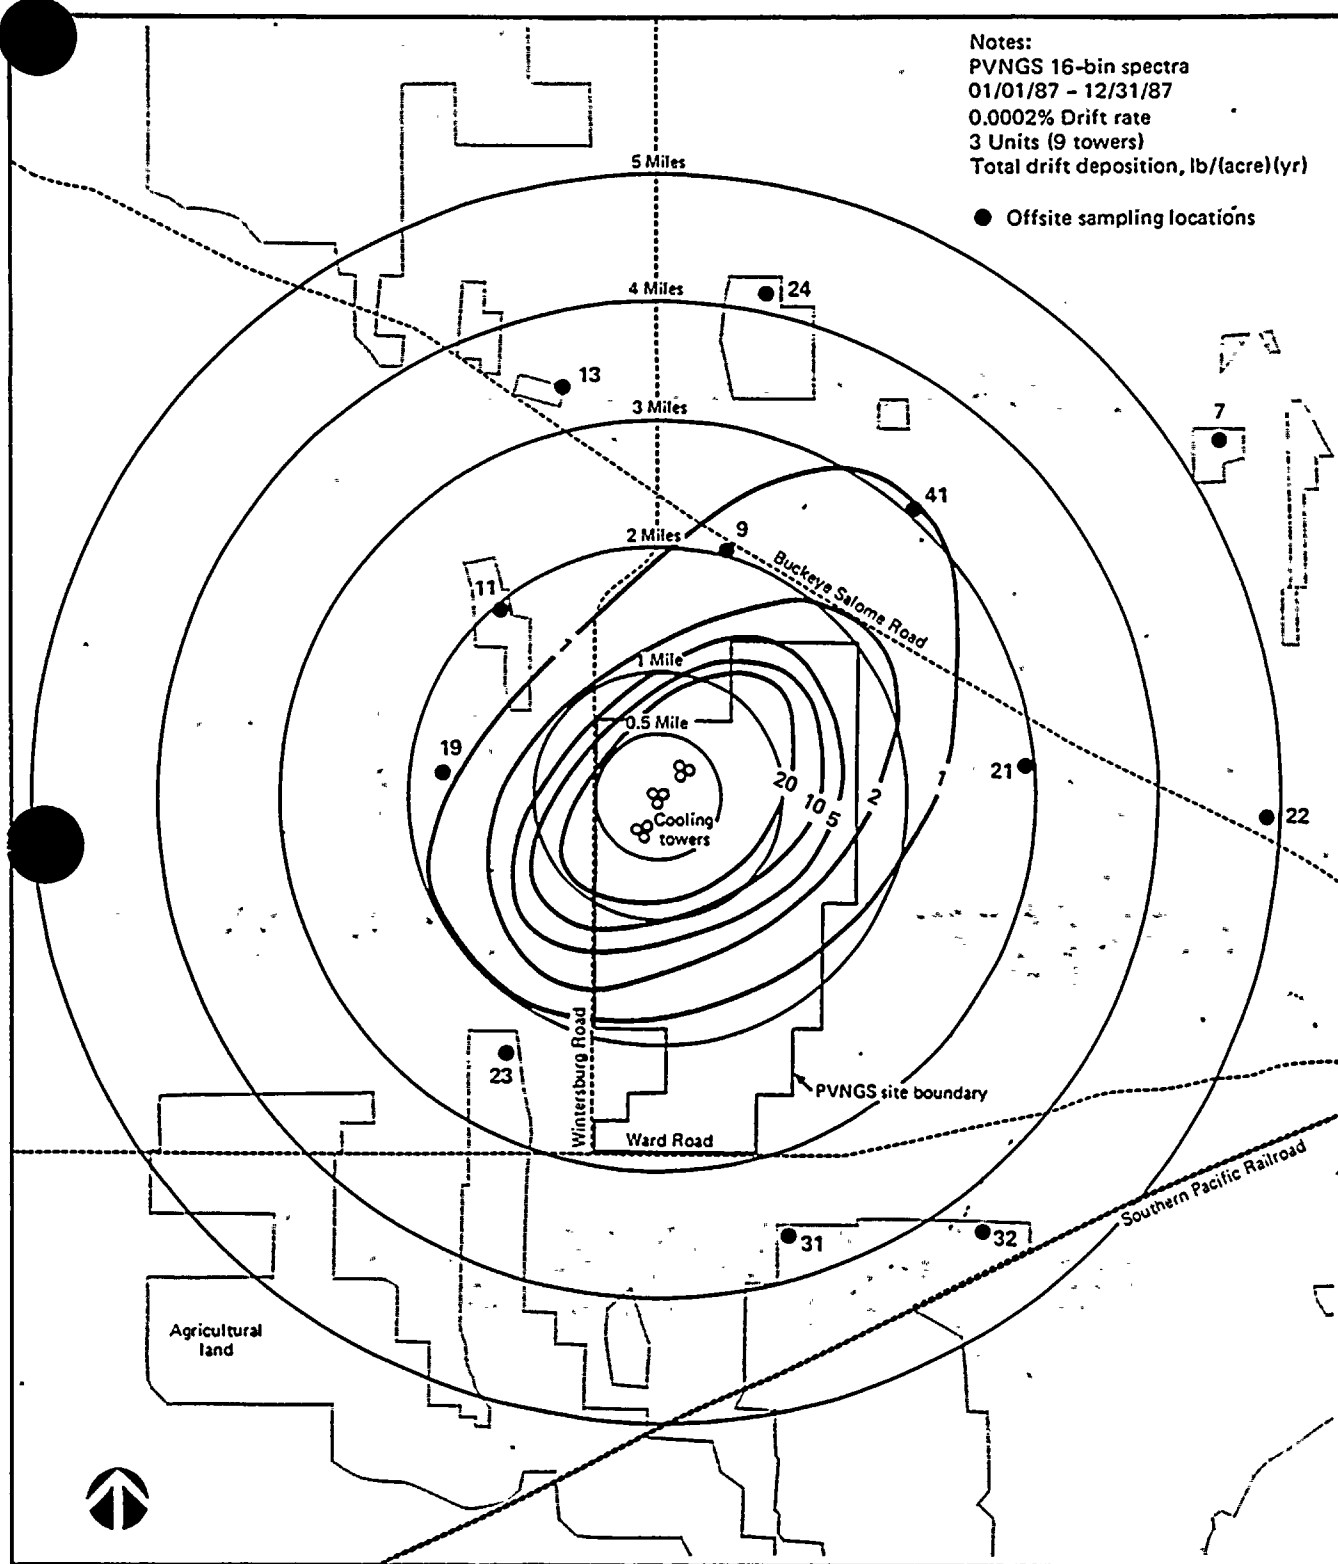 Notes:
PVNGS 16-bin spectra
01/01/87 - 12/31/87
0.0002% Drift rate
3 Units (9 towers)
Total drift deposition, lb/(acre)(yr)
Offsite sampling locations
5 Miles
4 Miles
24
13
3 Miles
7
41
2 Miles
9
Buckeye Salome Road
11
1
1 Mile
0.5 Mile
19
21
20
10
5
2
1
22
Cooling
towers
Wintersburg Road
23
PVNGS site boundary
Ward Road
Southern Pacific Railroad
31
32
Agricultural
land